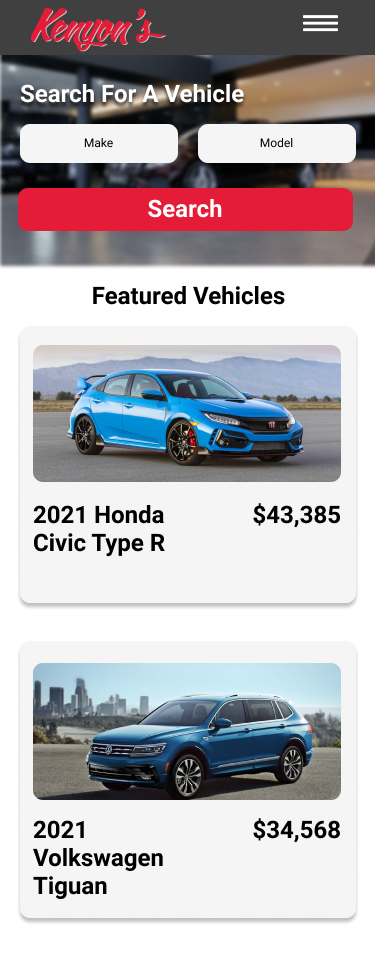 Kenyon's
Search For A Vehicle
Make
Model
Search
Featured Vehicles
2021 Honda
Civic Type R
$43,385
2021
Volkswagen
Tiguan
$34,568